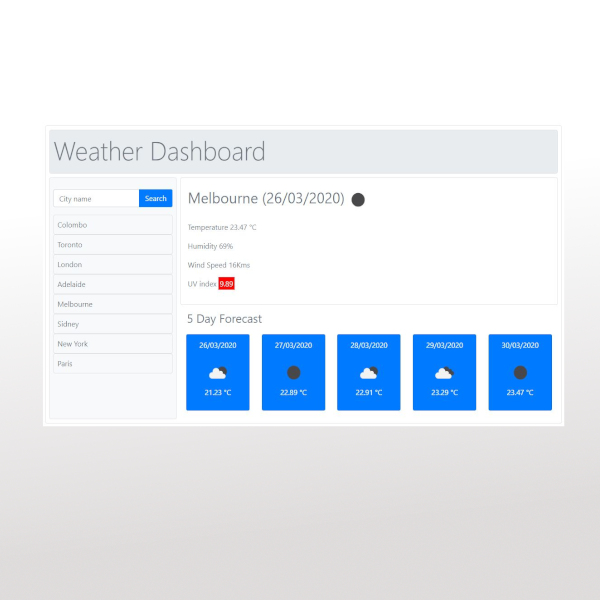 Weather Dashboard
City name
Search
Colombo
Toronto
London
Adelaide
Melbourne
Sidney
New York
Paris
Melbourne (26/03/2020)
Temperature 23.47 °C
Humidity 69%
Wind Speed 16Kms
UV index 9.89
5 Day Forecast
26/03/2020
21.23 °C
27/03/2020
22.89 °C
28/03/2020
22.91 °C
29/03/2020
23.29 °C
30/03/2020
23.47 °C